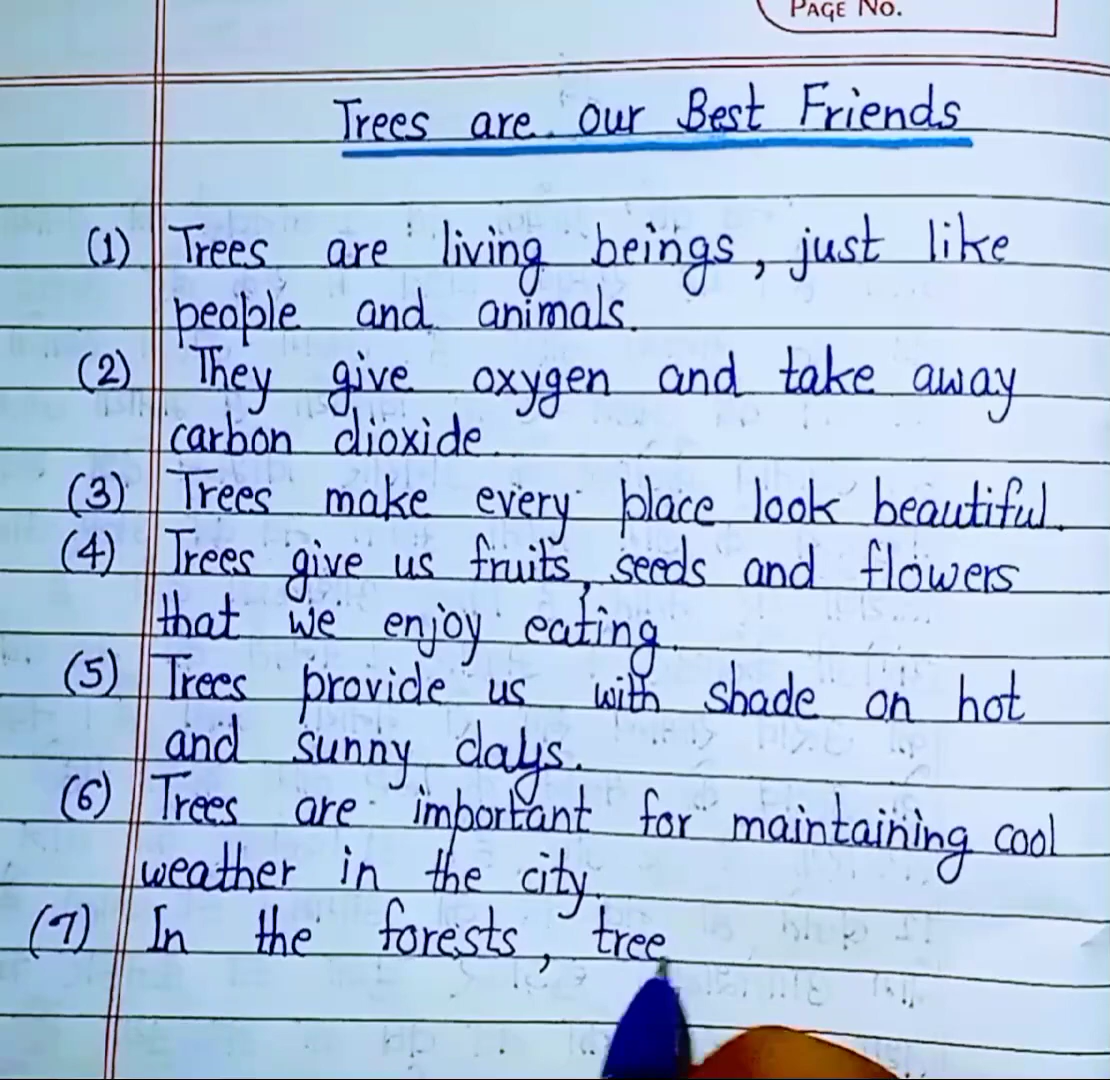 PAGE NO.
Trees are our Best Friends
(1) Trees are living beings, just like
people and animals.
(2) They give oxygen and take away
carbon dioxide.
(3) Trees make every place look beautiful.
(4) Trees give us fruits, seeds and flowers
that we enjoy eating.
(5) Trees provide us with shade on hot
and sunny days.
(6) Trees are important for maintaining cool
weather in the city.
(7) In the forests, tree